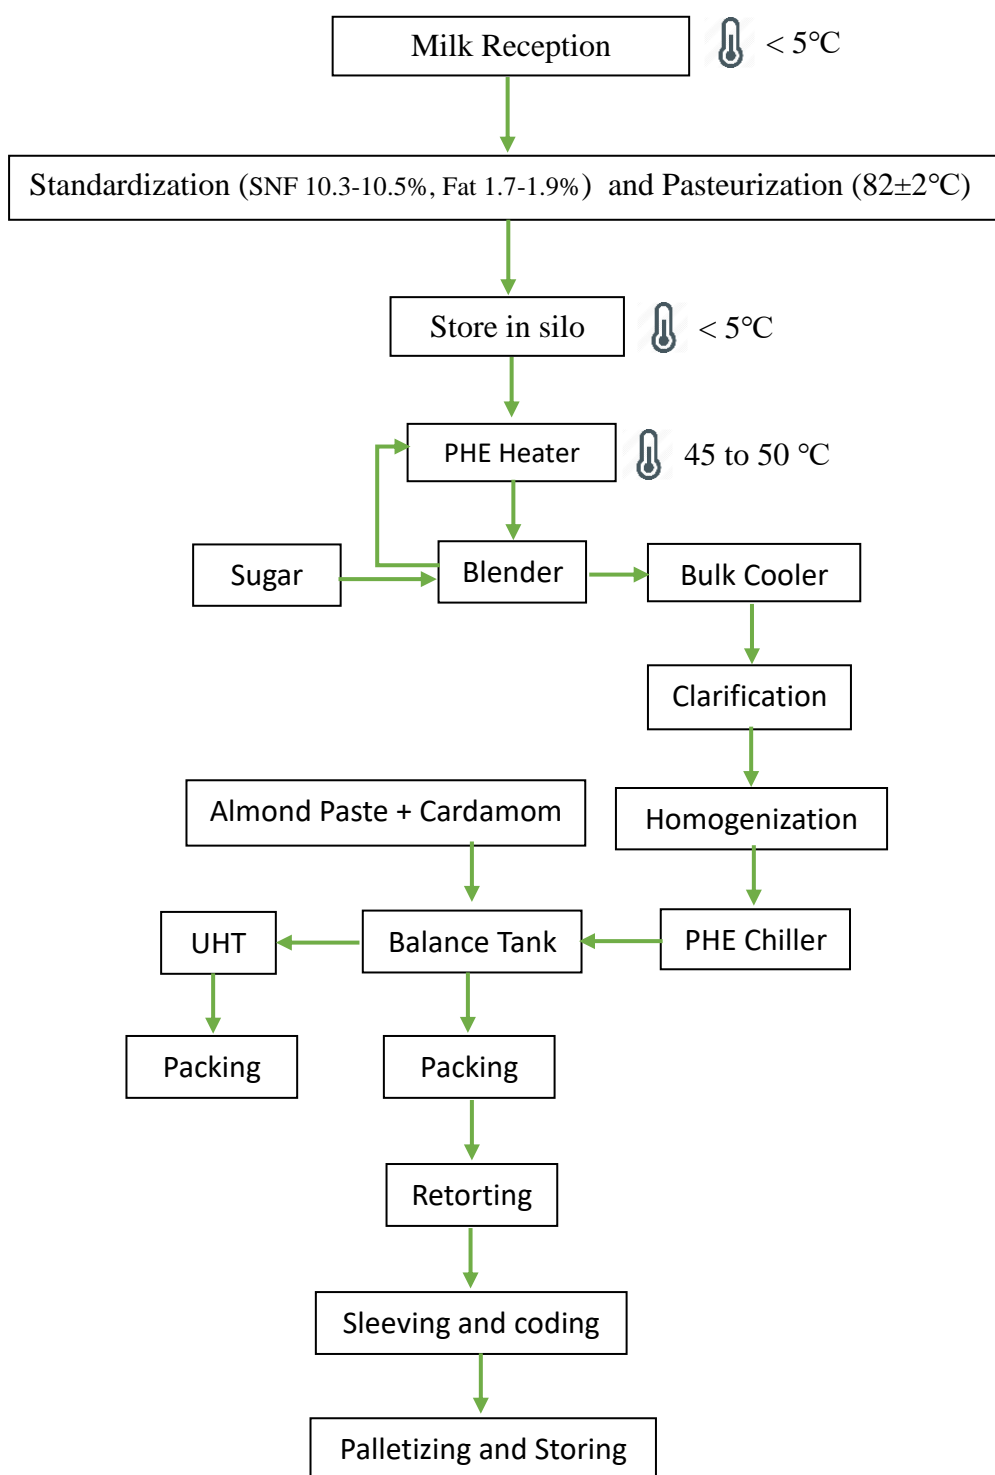 Milk Reception
< 5℃
Standardization (SNF 10.3-10.5%, Fat 1.7-1.9%) and Pasteurization (82±2℃)
Store in silo
< 5℃
PHE Heater
45 to 50 ℃
Sugar
Blender
Bulk Cooler
Clarification
Almond Paste + Cardamom
Homogenization
UHT
Balance Tank
PHE Chiller
Packing
Packing
Retorting
Sleeving and coding
Palletizing and Storing